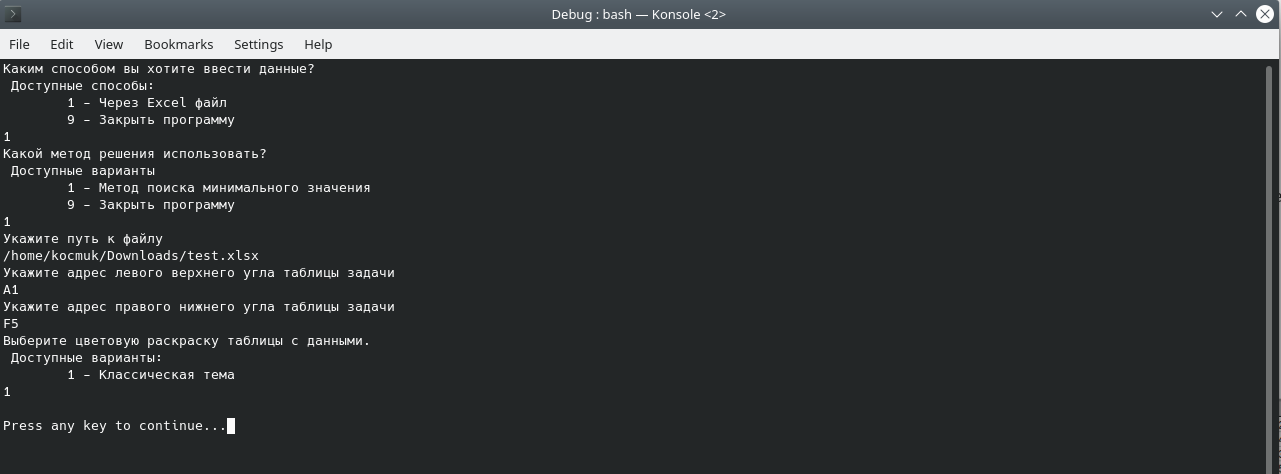 Debug : bash — Konsole <2>
File Edit View Bookmarks Settings Help
Каким способом вы хотите ввести данные?
Доступные способы:
1 - Через Excel файл
9 - Закрыть программу
1
Какой метод решения использовать?
Доступные варианты
1 - Метод поиска минимального значения
9 - Закрыть программу
1
Укажите путь к файлу
/home/kocmuk/Downloads/test.xlsx
Укажите адрес левого верхнего угла таблицы задачи
A1
Укажите адрес правого нижнего угла таблицы задачи
F5
Выберите цветовую раскраску таблицы с данными.
Доступные варианты:
1 - Классическая тема
1
Press any key to continue...